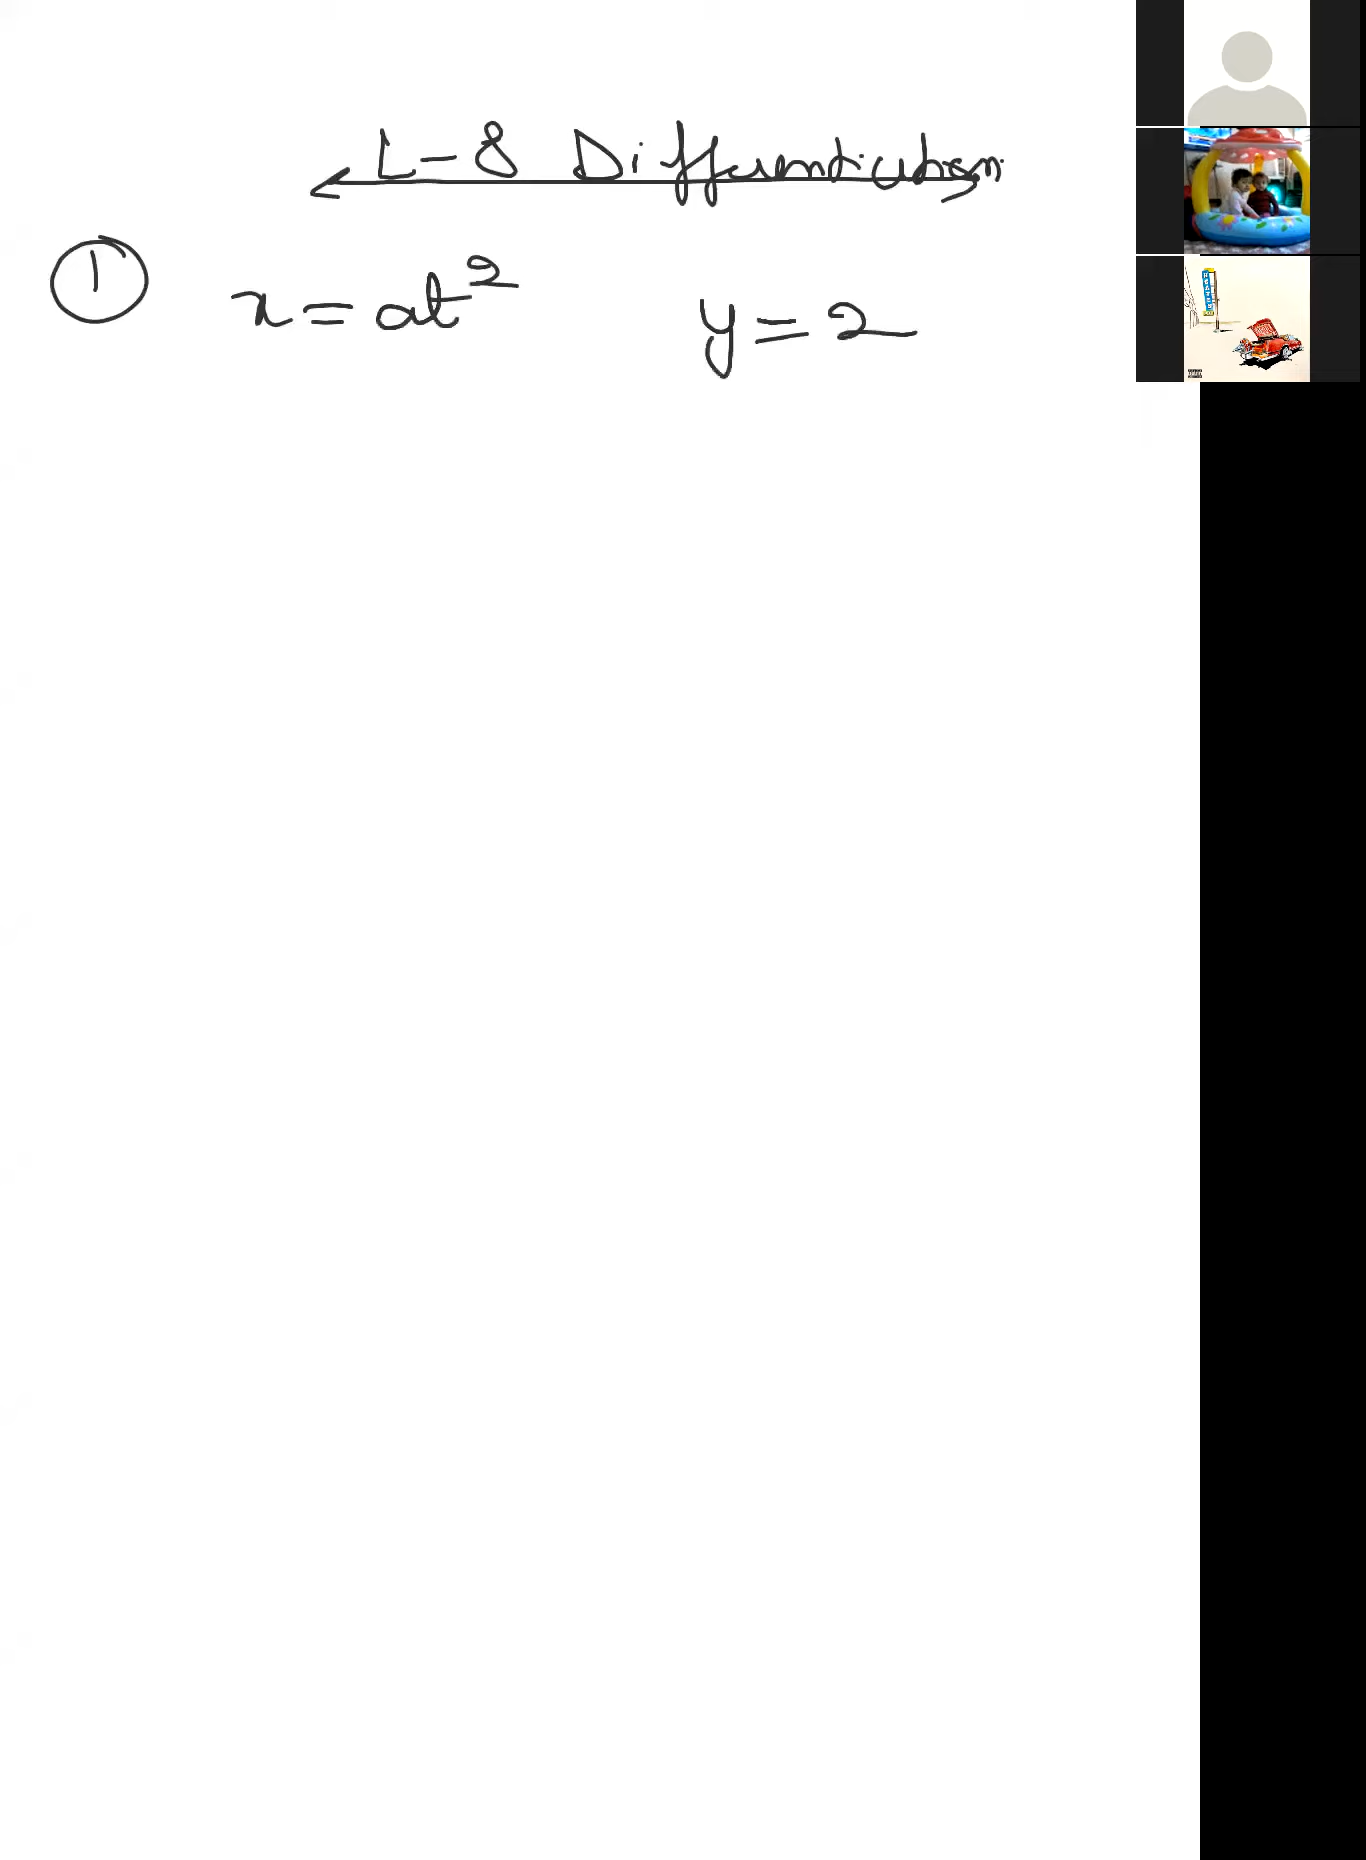 L-8 Differentiation
① x = at² y = 2